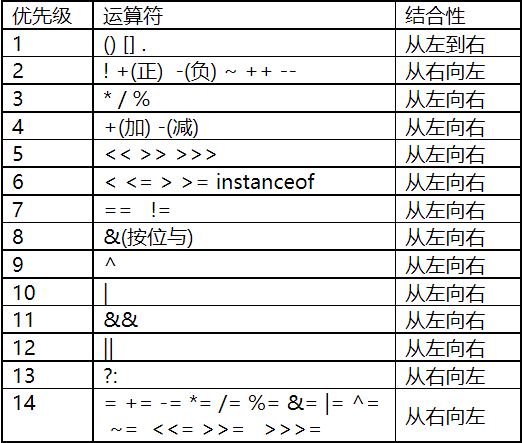 优先级 运算符 结合性
1 () [] . 从左到右
2 ! +(正) -(负) ~ ++ -- 从右向左
3 * / % 从左向右
4 +(加) -(减) 从左向右
5 << >> >>> 从左向右
6 < <= > >= instanceof 从左向右
7 == != 从左向右
8 &(按位与) 从左向右
9 ^ 从左向右
10 | 从左向右
11 && 从左向右
12 || 从左向右
13 ?: 从右向左
14 = += -= *= /= %= &= |= ^= 从右向左
~= <<= >>= >>>=